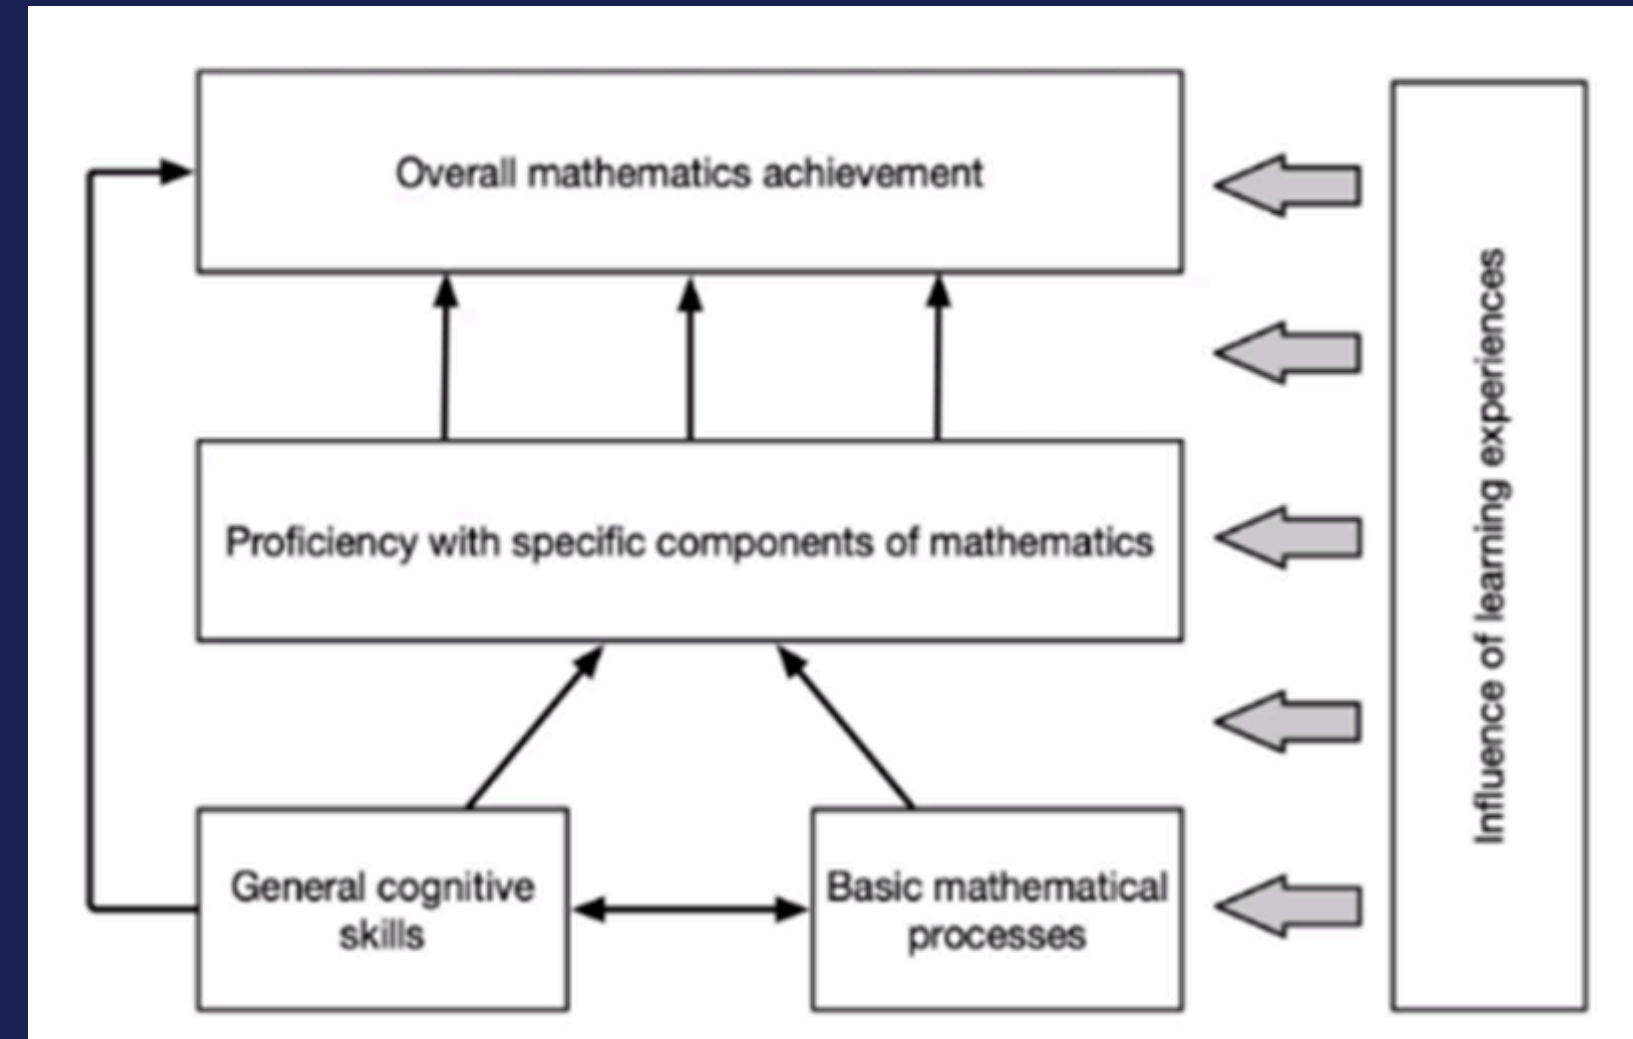 Overall mathematics achievement
Proficiency with specific components of mathematics
General cognitive
skills
Basic mathematical
processes
Influence of learning experiences